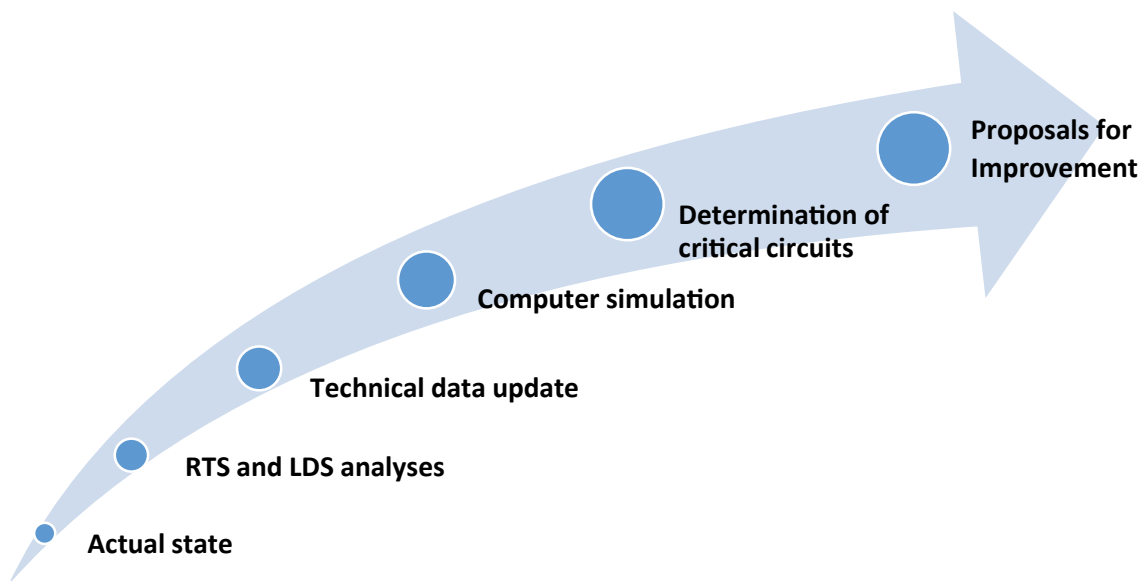 Proposals for
Improvement
Determination of
critical circuits
Computer simulation
Technical data update
RTS and LDS analyses
Actual state